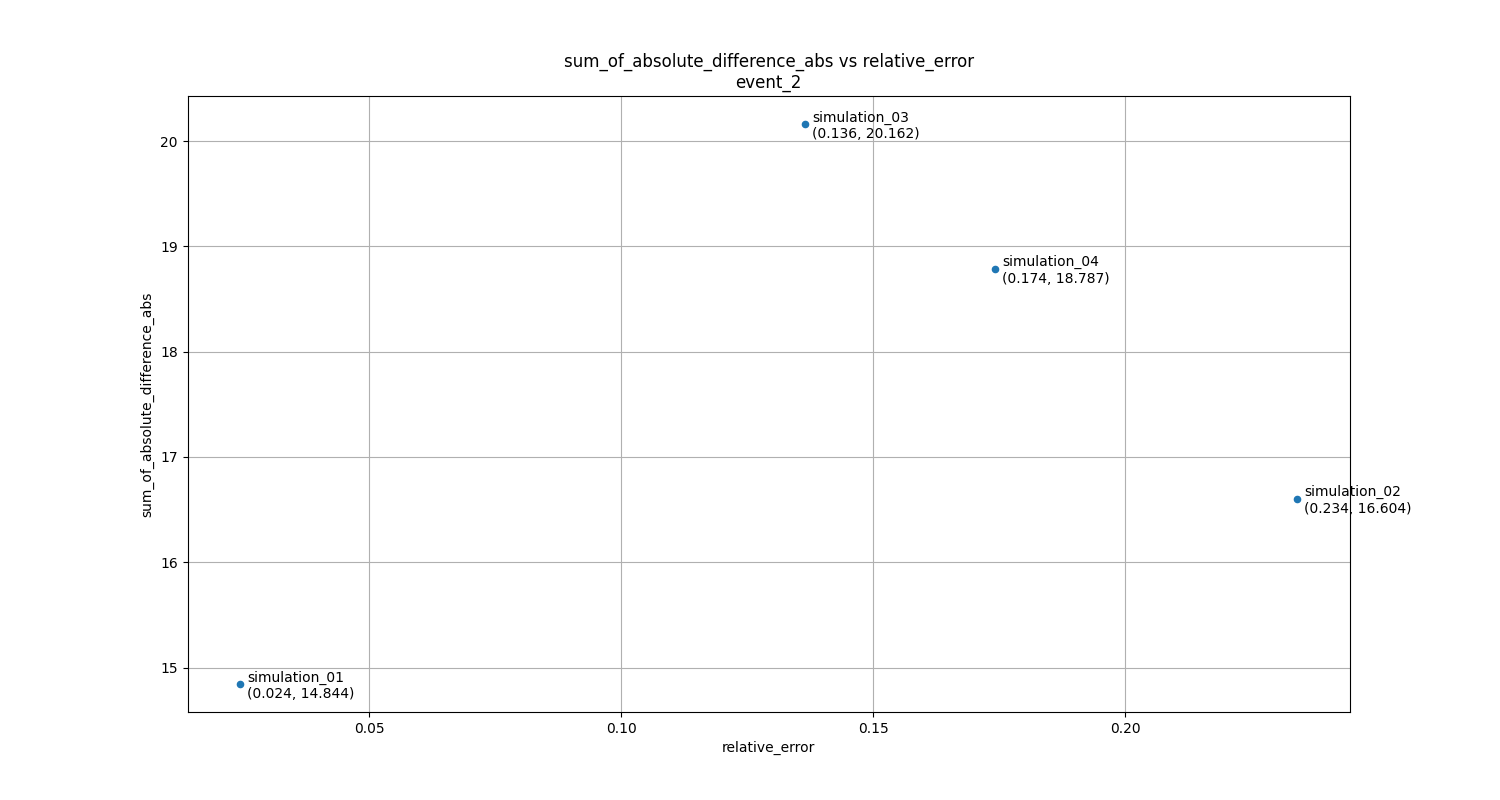 sum_of_absolute_difference_abs vs relative_error
event_2
simulation_03
(0.136, 20.162)
20
19
simulation_04
(0.174, 18.787)
sum_of_absolute_difference_abs
18
17
simulation_02
(0.234, 16.604)
16
15
simulation_01
(0.024, 14.844)
0.05
0.10
0.15
0.20
relative_error